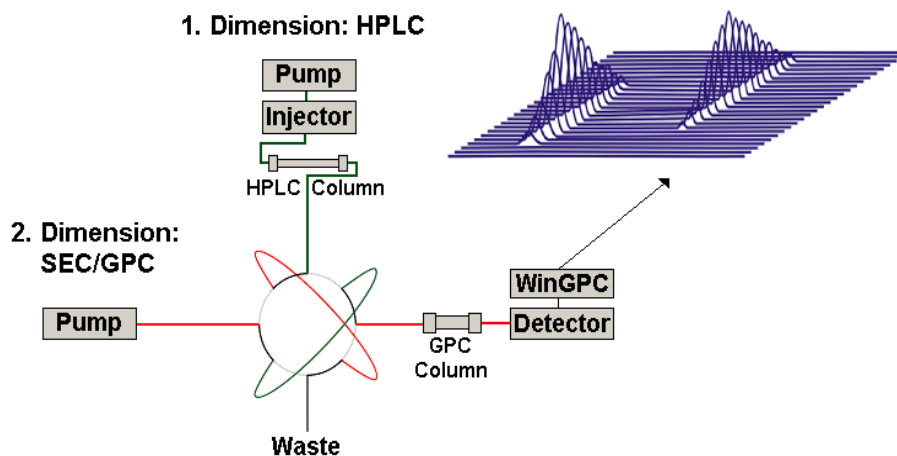 1. Dimension: HPLC
Pump
Injector
HPLC Column
2. Dimension:
SEC/GPC
Pump
WinGPC
Detector
GPC
Column
Waste